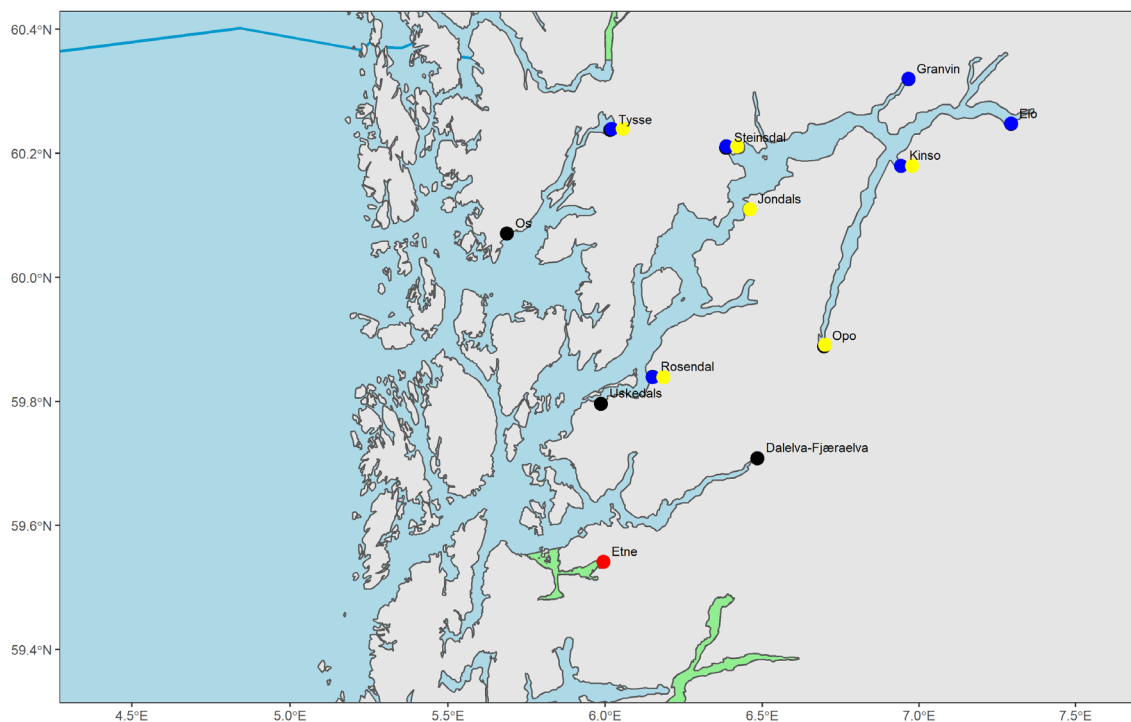 60.4°N
Granvin
Eio
Tysse
Steinsdal
60.2°N
Kinso
Jondals
Os
60.0°N
Opo
Rosendal
59.8°N
Uskedals
Dalelva-Fjæraelva
59.6°N
Etne
59.4°N
4.5°E 5.0°E 5.5°E 6.0°E 6.5°E 7.0°E 7.5°E